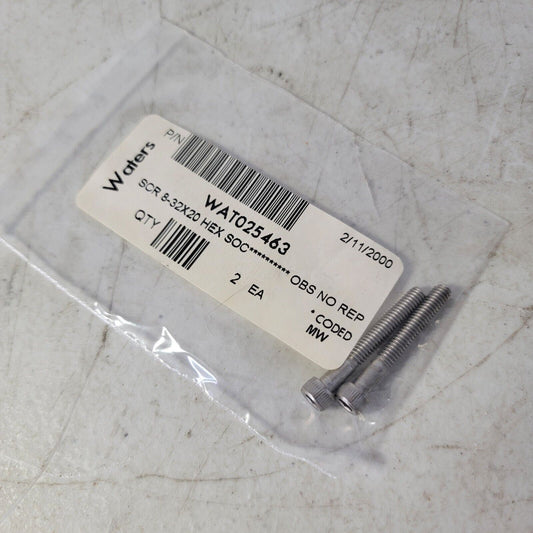 Waters
P/N
WAT025463
2/11/2000
SCR 8-32X20 HEX SOC********** OBS NO REP
QTY
2 EA
*CODED
MW